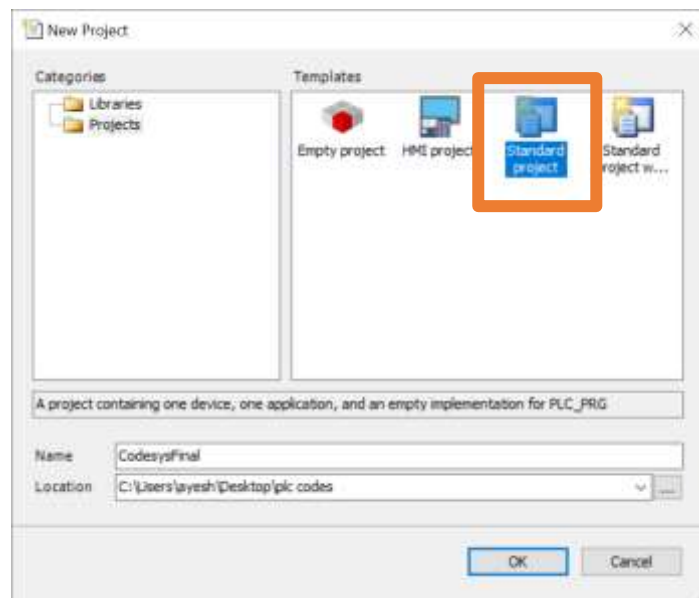 New Project
Categories
Libraries
Projects
Templates
Empty project
HMI project
Standard
project
Standard
roject w...
A project containing one device, one application, and an empty implementation for PLC_PRG
Name
CodesysFinal
Location
C:\Users\ayesh\Desktop\plc codes
...
OK
Cancel